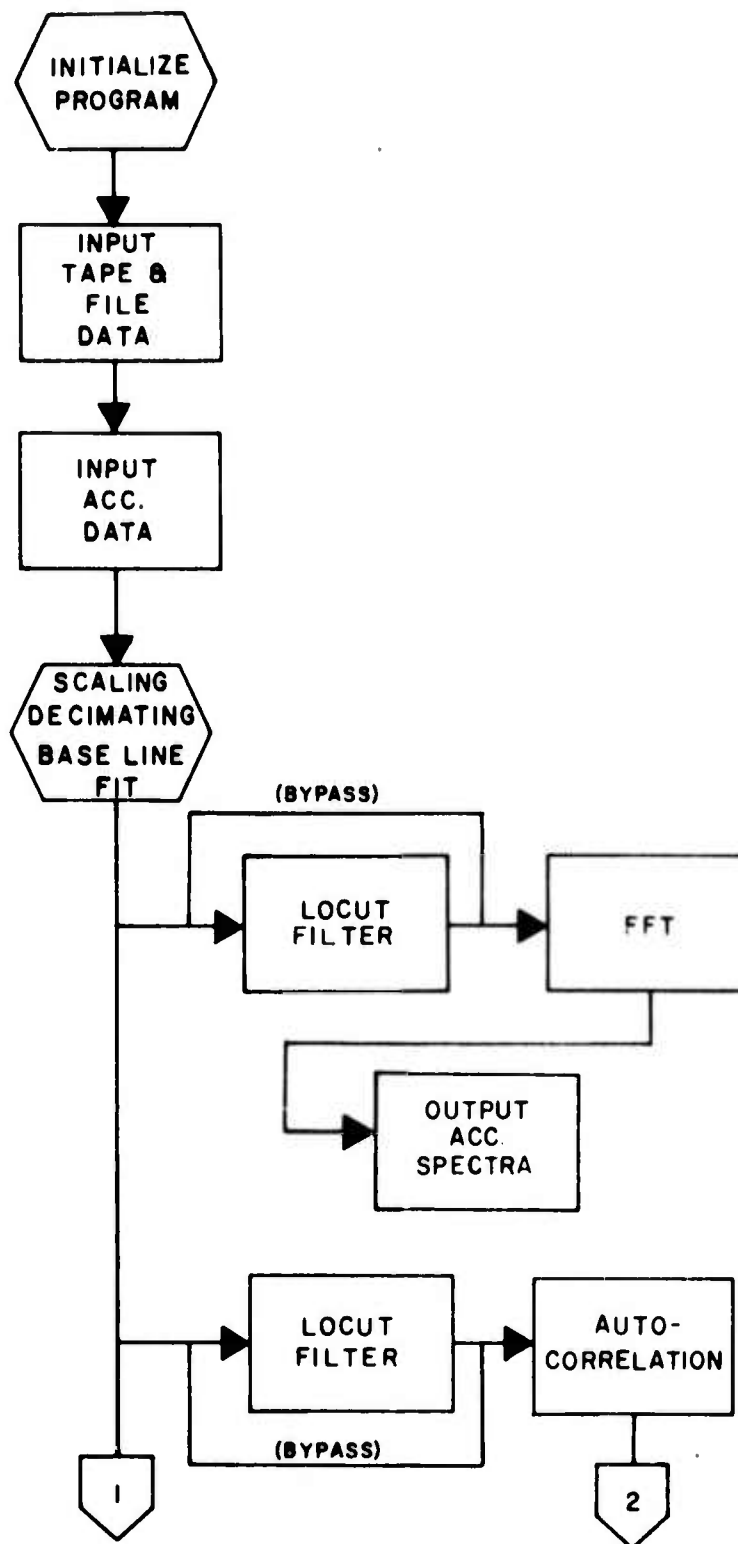 INITIALIZE
PROGRAM
INPUT
TAPE &
FILE
DATA
INPUT
ACC.
DATA
SCALING
DECIMATING
BASE LINE
FIT
(BYPASS)
LOCUT
FILTER
FFT
OUTPUT
ACC.
SPECTRA
LOCUT
FILTER
AUTO-
CORRELATION
(BYPASS)
1
2